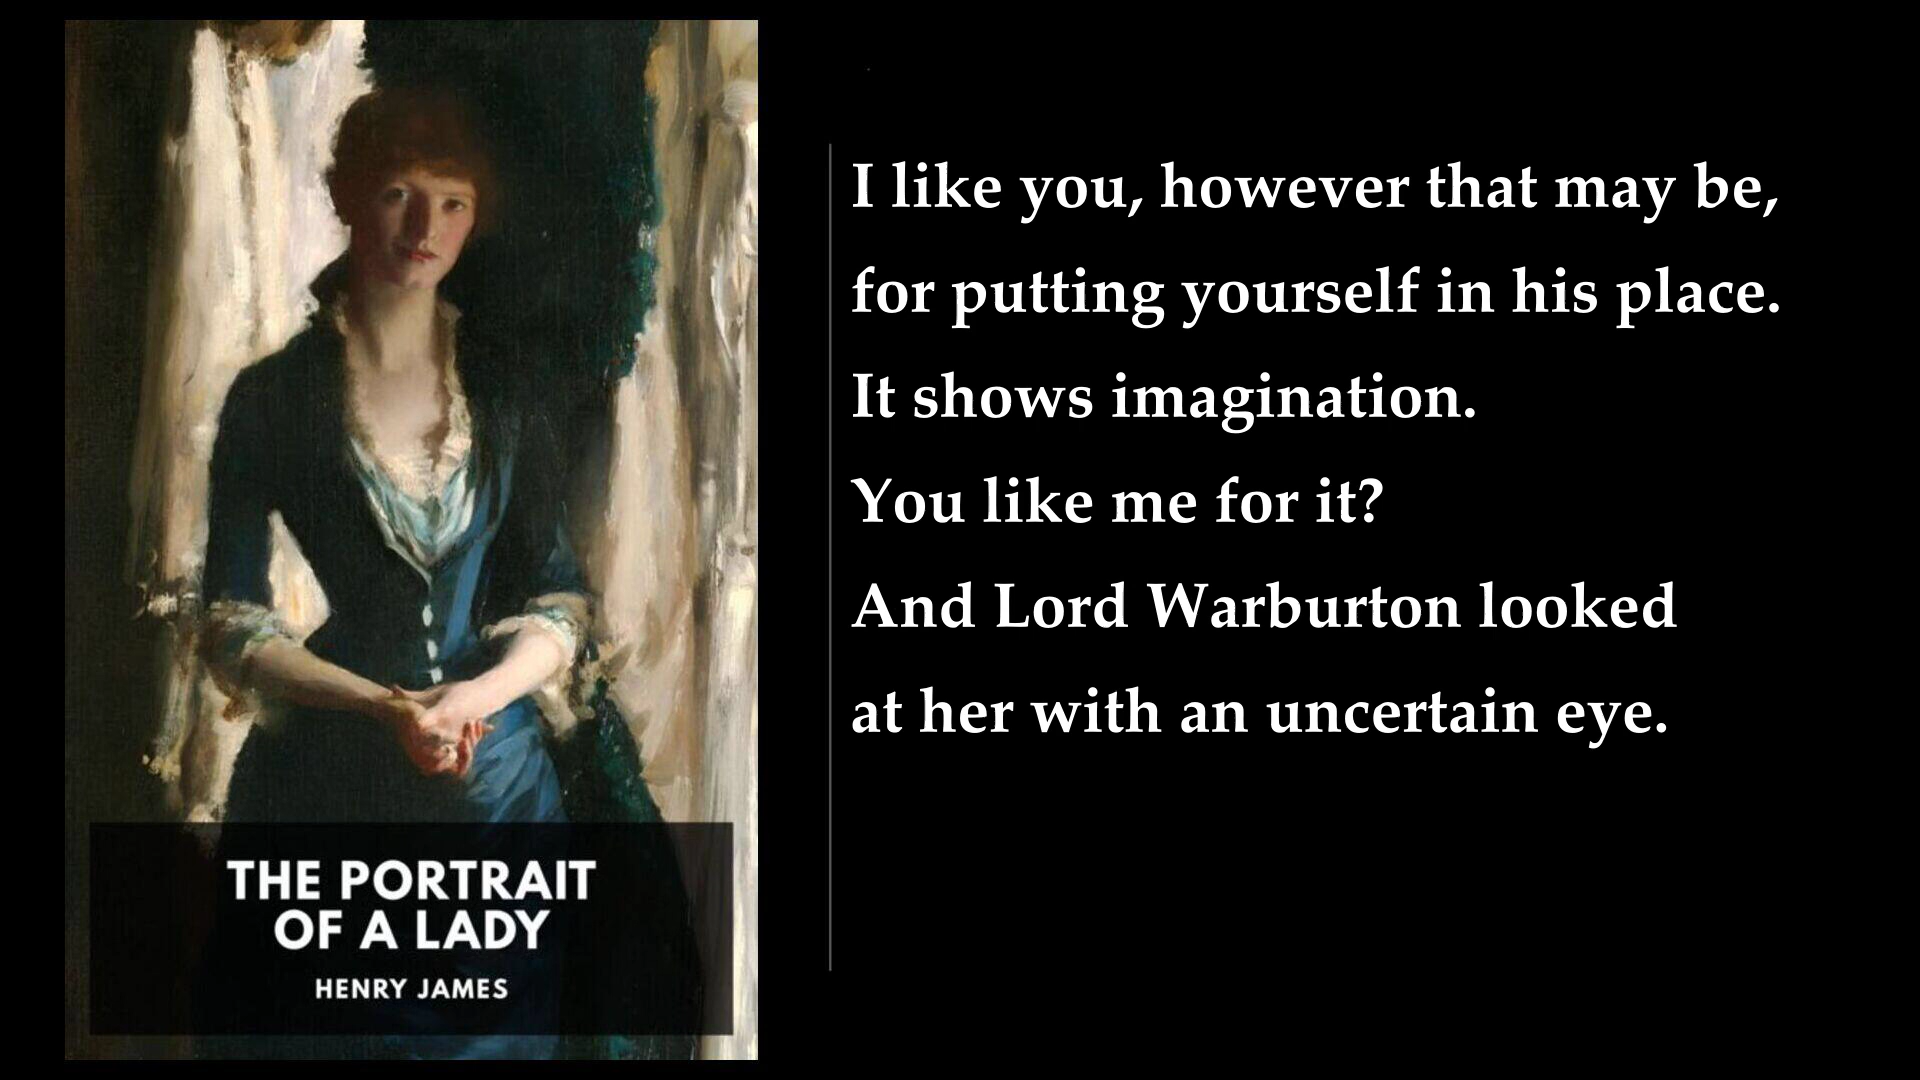 THE PORTRAIT
OF A LADY
HENRY JAMES
I like you, however that may be,
for putting yourself in his place.
It shows imagination.
You like me for it?
And Lord Warburton looked
at her with an uncertain eye.